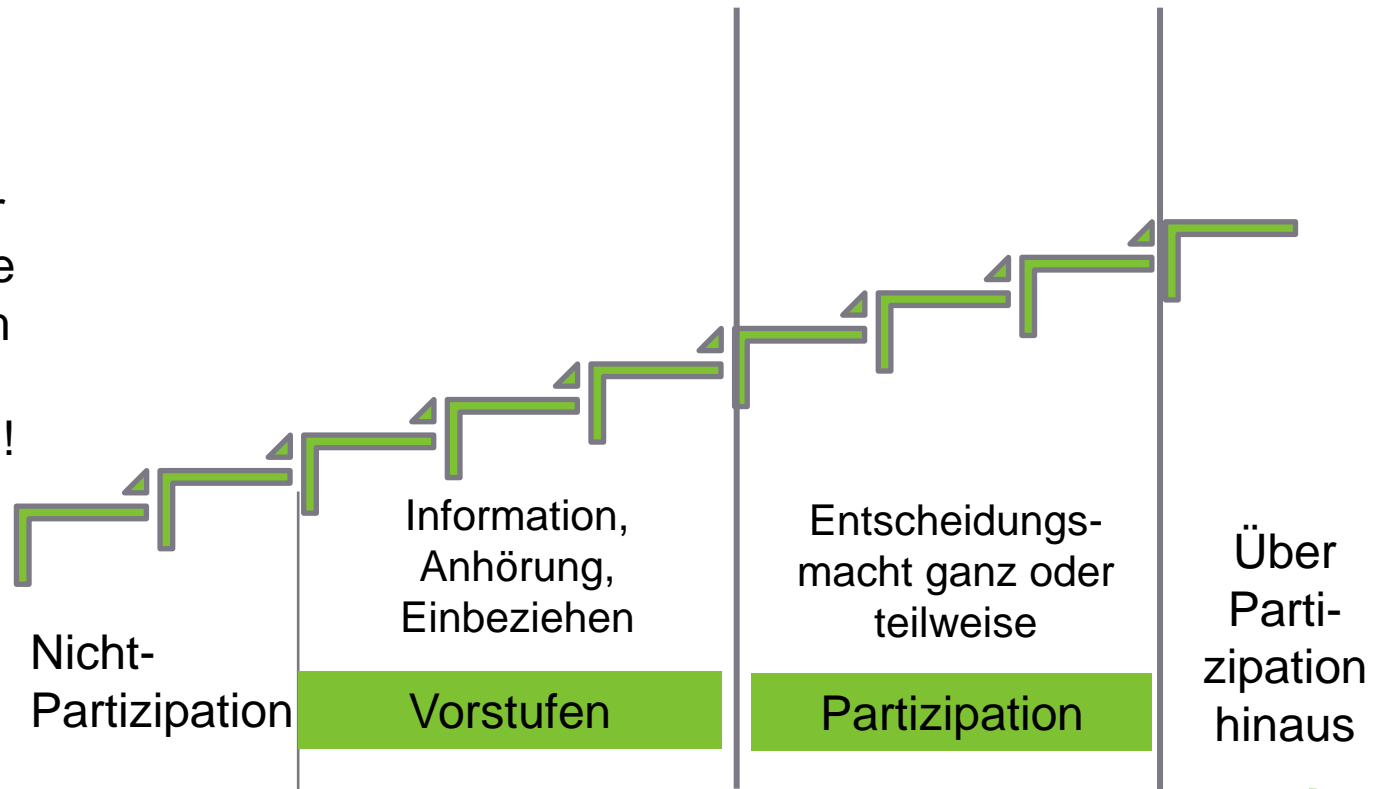 Nicht-
Partizipation
Information,
Anhörung,
Einbeziehen
Vorstufen
Entscheidungs-
macht ganz oder
teilweise
Partizipation
Über
Parti-
zipation
hinaus